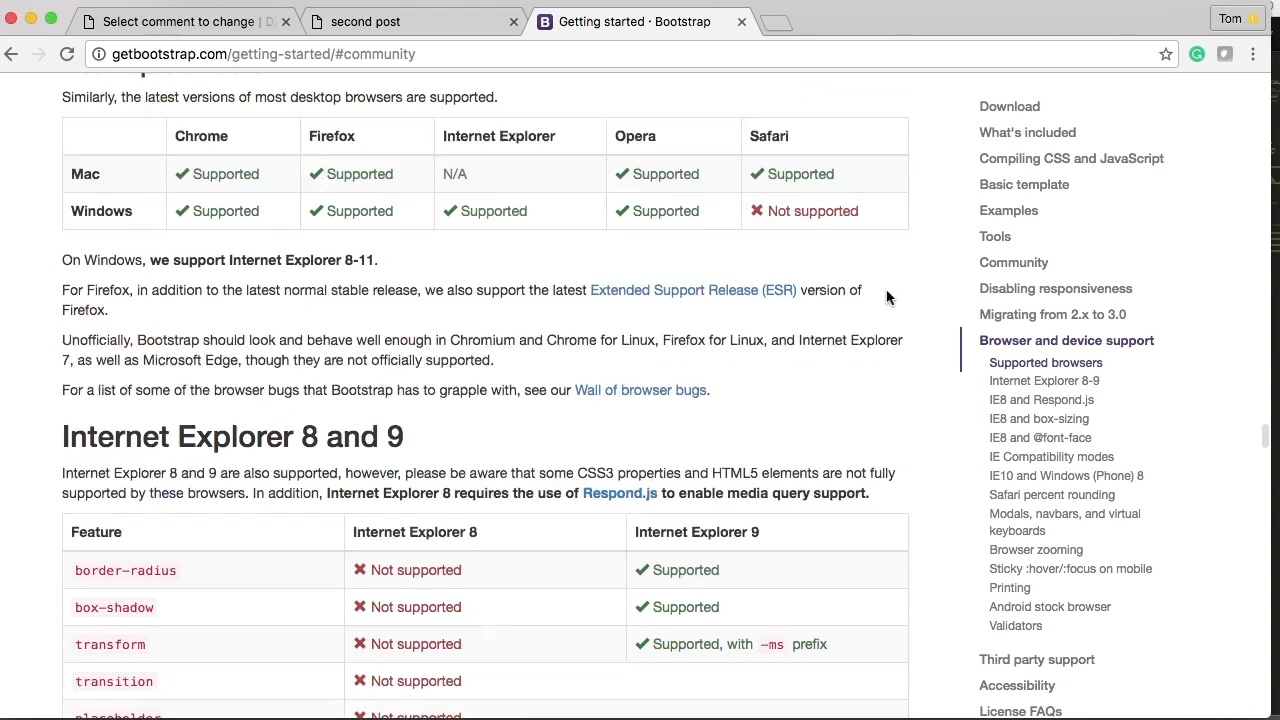 Select comment to change | D
second post
Getting started · Bootstrap
Tom
getbootstrap.com/getting-started/#community
Similarly, the latest versions of most desktop browsers are supported.
Chrome Firefox Internet Explorer Opera Safari
Mac Supported Supported N/A Supported Supported
Windows Supported Supported Supported Supported Not supported
On Windows, we support Internet Explorer 8-11.
For Firefox, in addition to the latest normal stable release, we also support the latest Extended Support Release (ESR) version of
Firefox.
Unofficially, Bootstrap should look and behave well enough in Chromium and Chrome for Linux, Firefox for Linux, and Internet Explorer
7, as well as Microsoft Edge, though they are not officially supported.
For a list of some of the browser bugs that Bootstrap has to grapple with, see our Wall of browser bugs.
Internet Explorer 8 and 9
Internet Explorer 8 and 9 are also supported, however, please be aware that some CSS3 properties and HTML5 elements are not fully
supported by these browsers. In addition, Internet Explorer 8 requires the use of Respond.js to enable media query support.
Feature Internet Explorer 8 Internet Explorer 9
border-radius Not supported Supported
box-shadow Not supported Supported
transform Not supported Supported, with -ms prefix
transition Not supported
placeholder Not supported
Download
What's included
Compiling CSS and JavaScript
Basic template
Examples
Tools
Community
Disabling responsiveness
Migrating from 2.x to 3.0
Browser and device support
Supported browsers
Internet Explorer 8-9
IE8 and Respond.js
IE8 and box-sizing
IE8 and @font-face
IE Compatibility modes
IE10 and Windows (Phone) 8
Safari percent rounding
Modals, navbars, and virtual
keyboards
Browser zooming
Sticky :hover/:focus on mobile
Printing
Android stock browser
Validators
Third party support
Accessibility
License FAQs